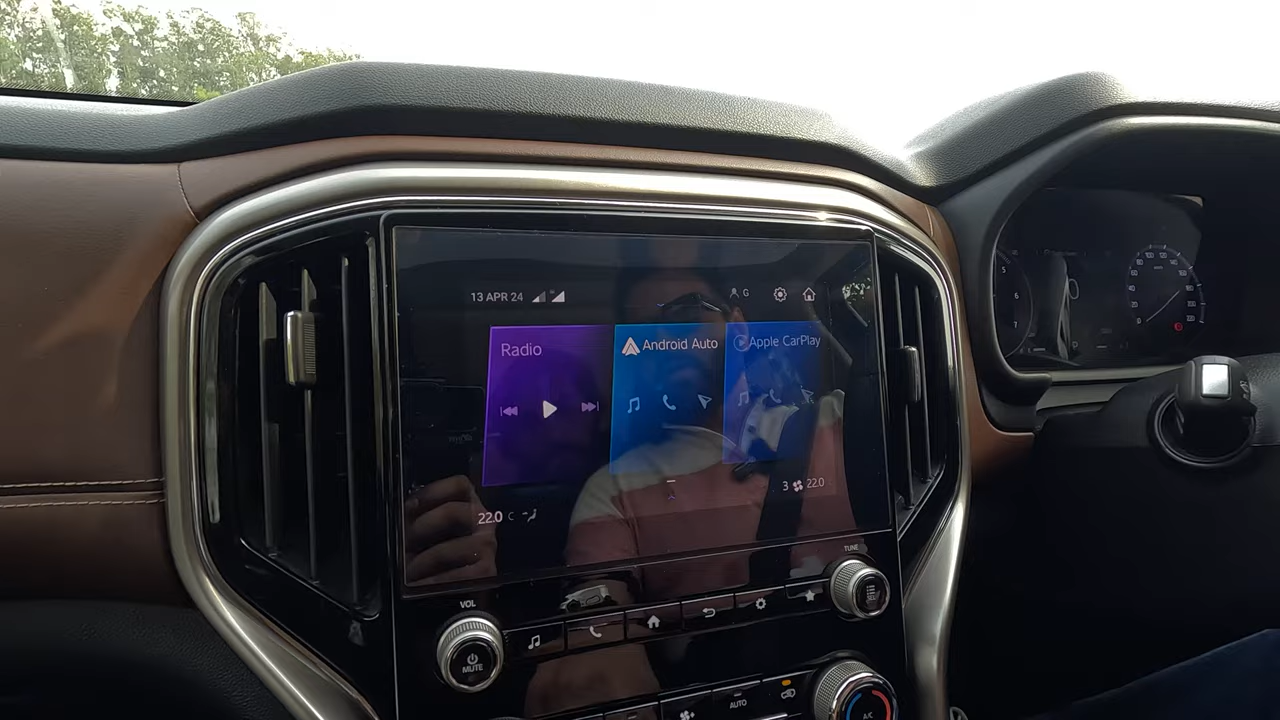 13 APR 24
G
Radio
Android Auto
Apple CarPlay
22.0 C
3 22.0
VOL
MUTE
TUNE
AUTO
A/C